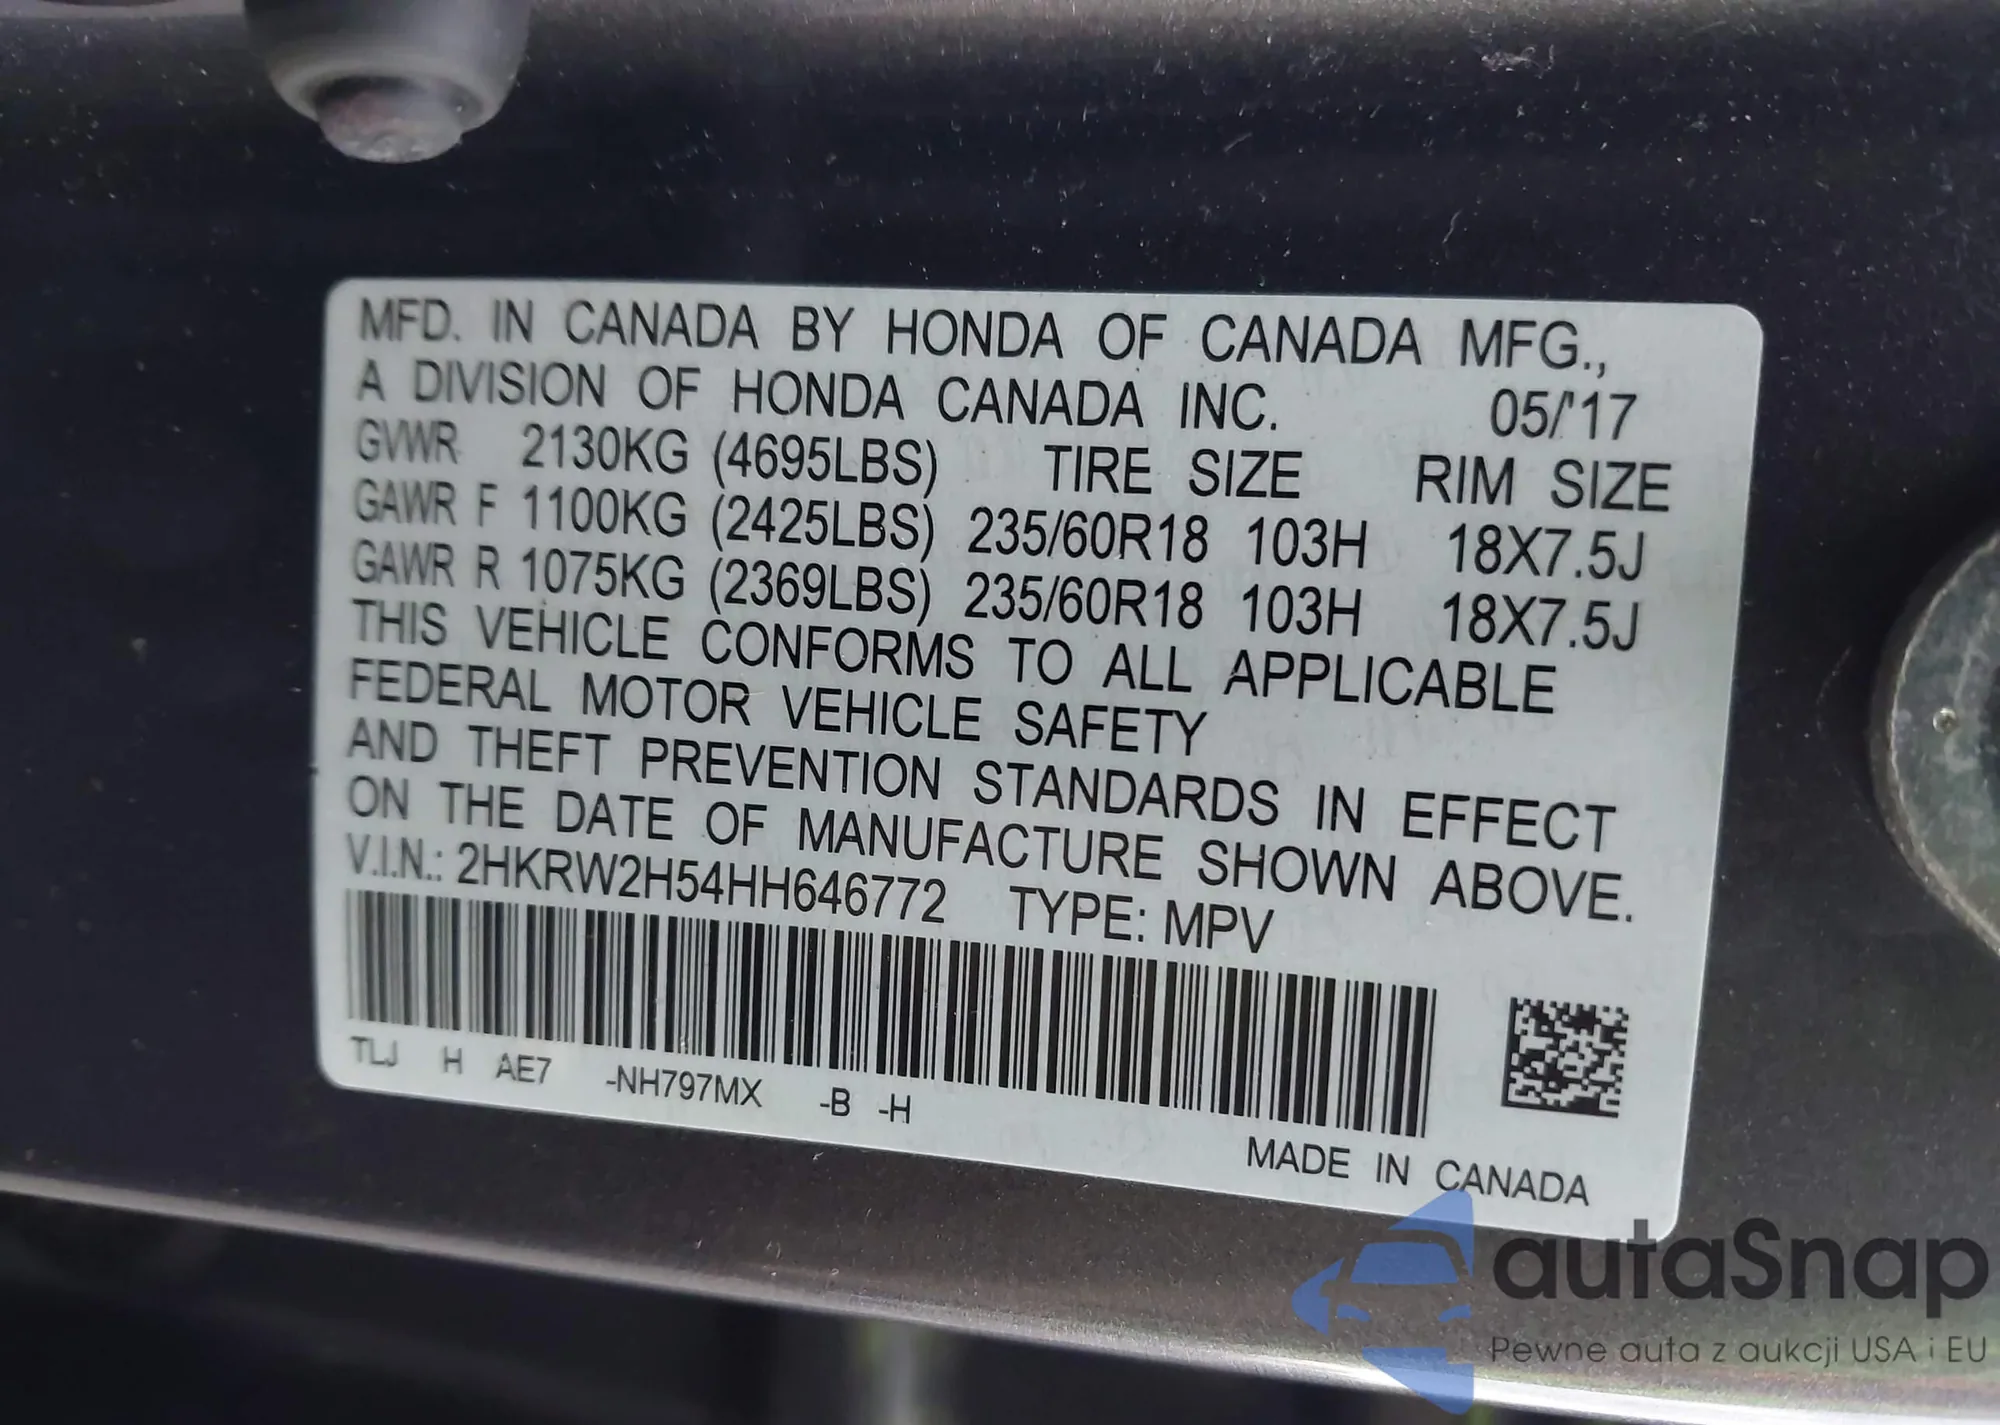 MFD. IN CANADA BY HONDA OF CANADA MFG.,
A DIVISION OF HONDA CANADA INC. 05/'17
GVWR 2130KG (4695LBS) TIRE SIZE RIM SIZE
GAWR F 1100KG (2425LBS) 235/60R18 103H 18X7.5J
GAWR R 1075KG (2369LBS) 235/60R18 103H 18X7.5J
THIS VEHICLE CONFORMS TO ALL APPLICABLE
FEDERAL MOTOR VEHICLE SAFETY
AND THEFT PREVENTION STANDARDS IN EFFECT
ON THE DATE OF MANUFACTURE SHOWN ABOVE.
V.I.N.: 2HKRW2H54HH646772 TYPE: MPV
TLJ H AE7 -NH797MX -B -H
MADE IN CANADA
autaSnap
Pewne auta z aukcji USA i EU